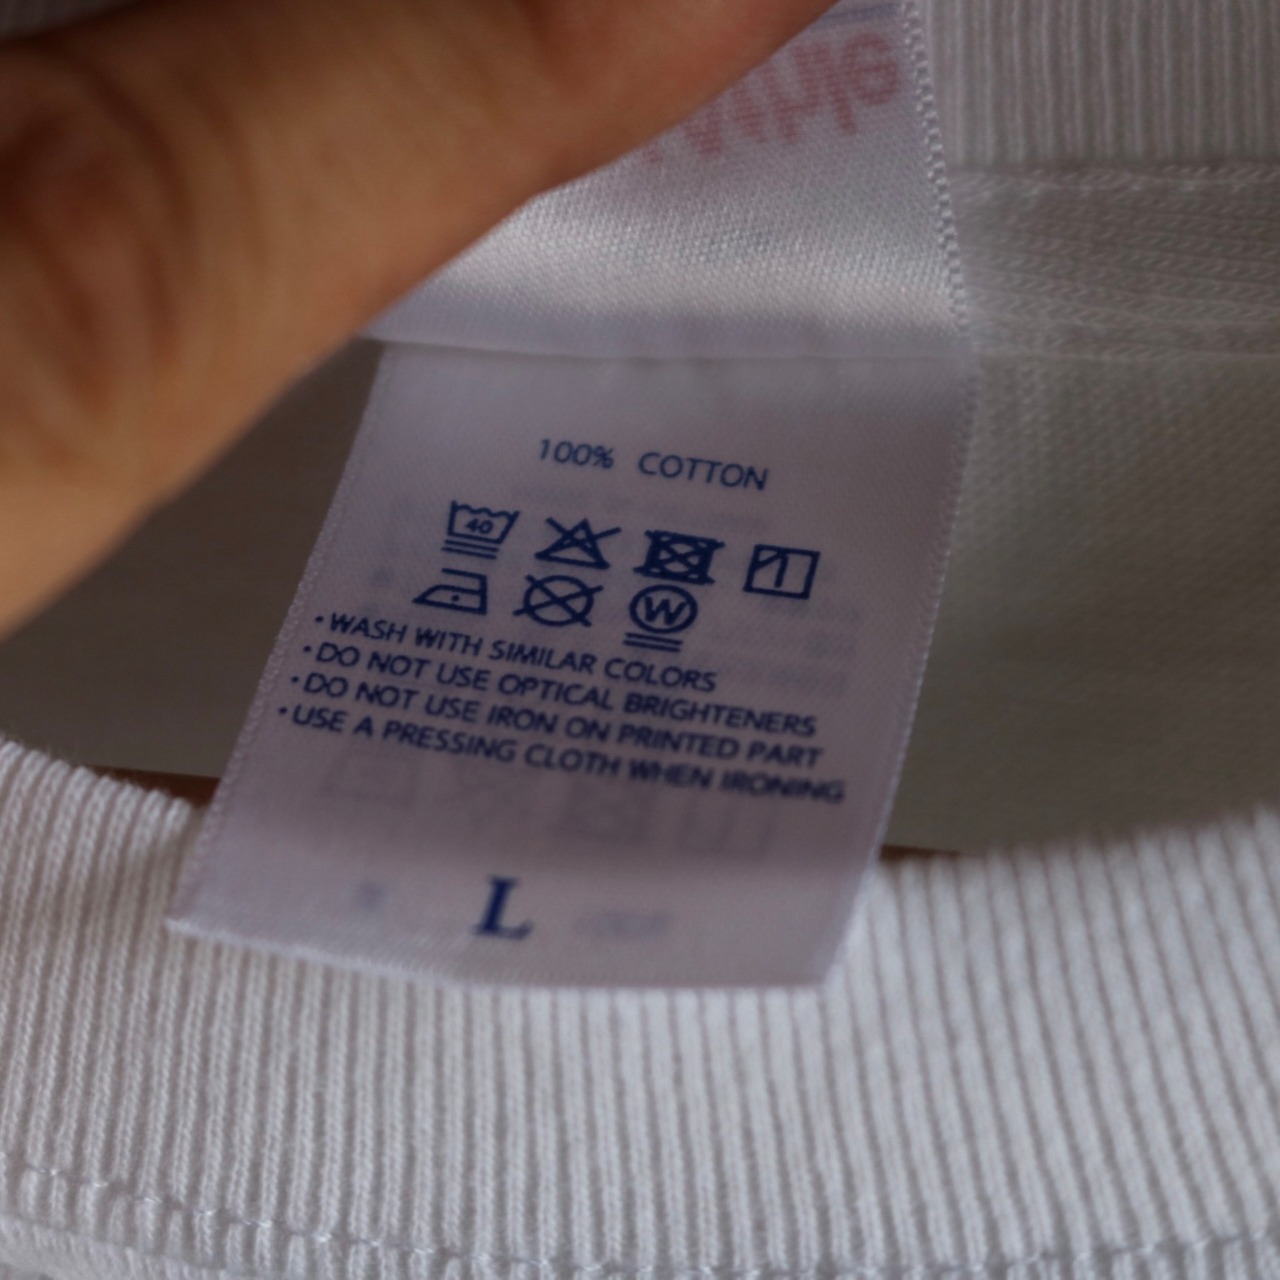 100% COTTON
40
W
• WASH WITH SIMILAR COLORS
• DO NOT USE OPTICAL BRIGHTENERS
• DO NOT USE IRON ON PRINTED PART
• USE A PRESSING CLOTH WHEN IRONING
L